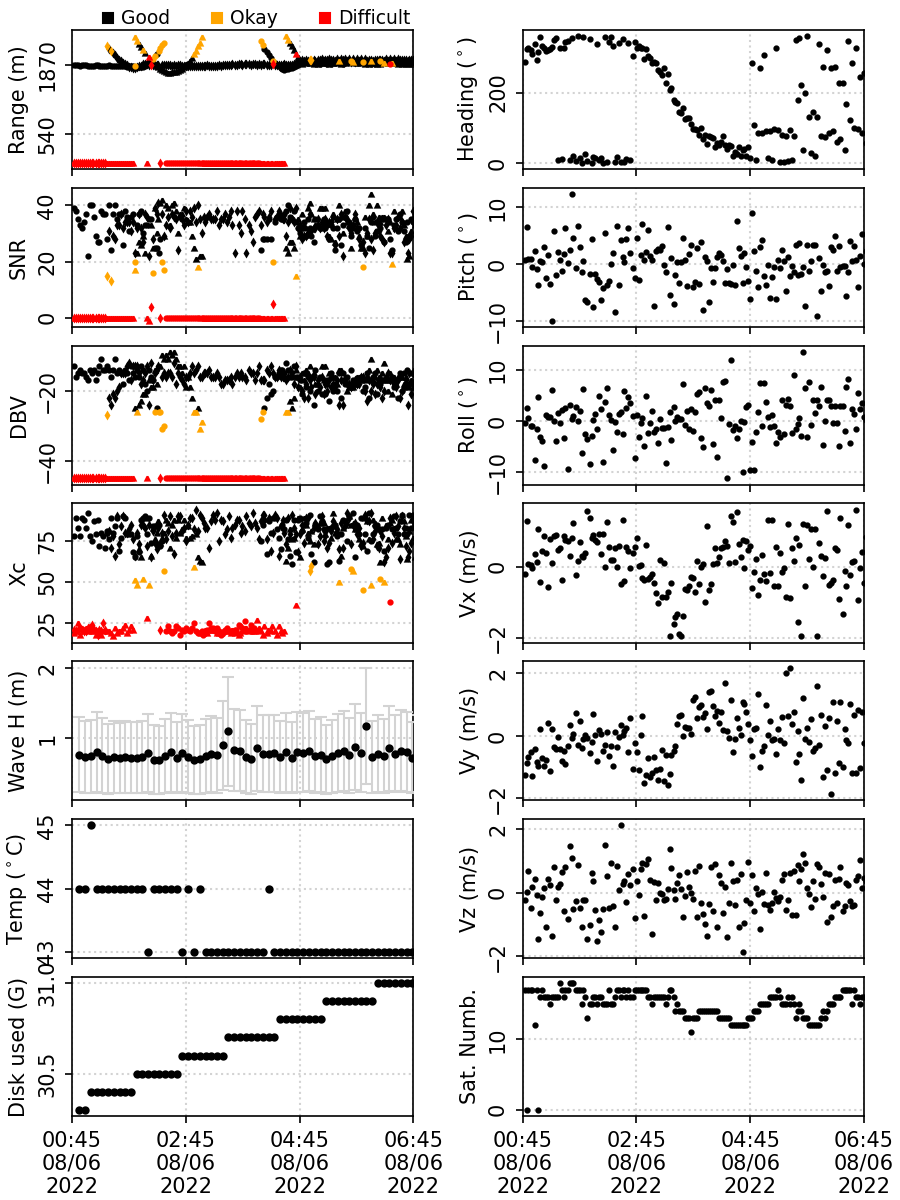 Good Okay Difficult
Range (m)
1870
540
Heading (°)
200
0
SNR
40
20
0
Pitch (°)
10
0
−10
DBV
−20
−40
Roll (°)
10
0
−10
Xc
75
50
25
Vx (m/s)
0
−2
Wave H (m)
2
1
Vy (m/s)
2
0
−2
Temp (°C)
45
44
43
Vz (m/s)
2
0
−2
Disk used (G)
31.0
30.5
Sat. Numb.
10
0
00:45 02:45 04:45 06:45 00:45 02:45 04:45 06:45
08/06 08/06 08/06 08/06 08/06 08/06 08/06 08/06
2022 2022 2022 2022 2022 2022 2022 2022